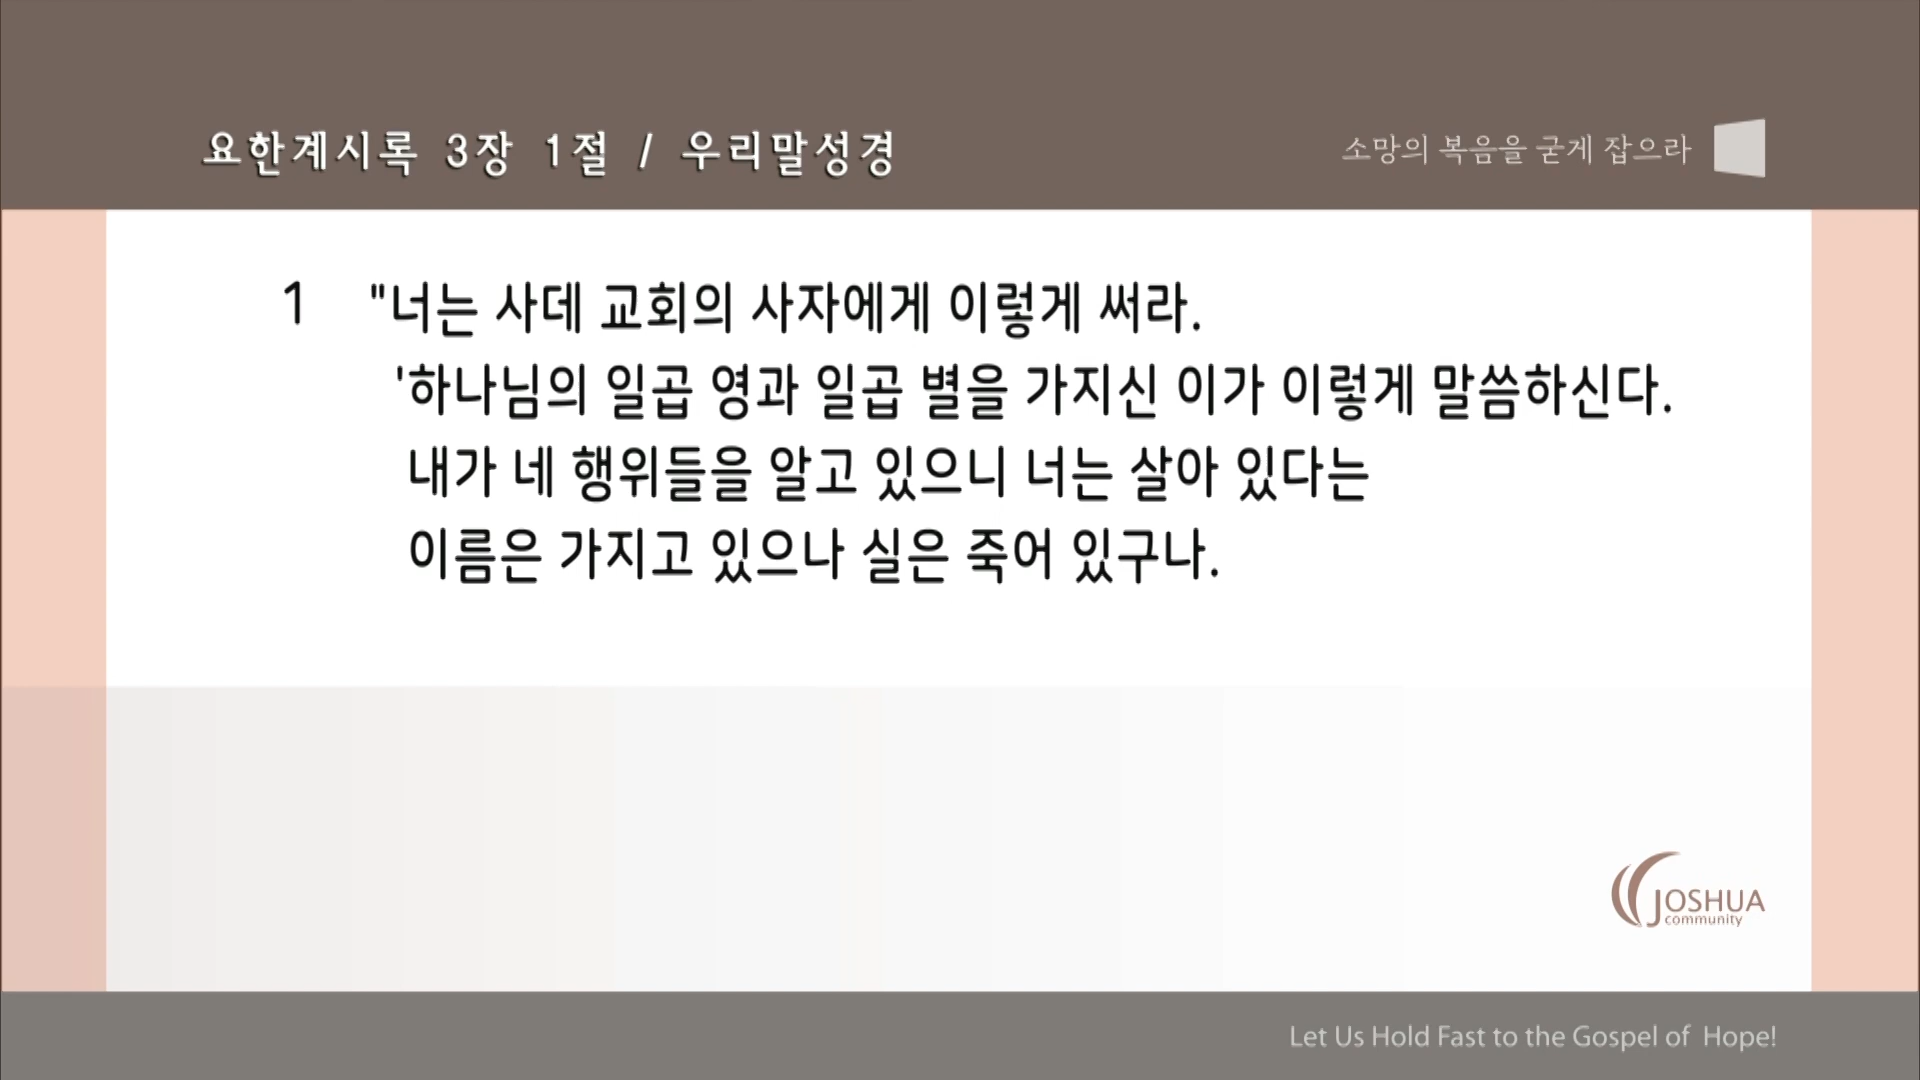 요한계시록 3장 1절 / 우리말성경
소망의 복음을 굳게 잡으라
1 "너는 사데 교회의 사자에게 이렇게 써라.
'하나님의 일곱 영과 일곱 별을 가지신 이가 이렇게 말씀하신다.
내가 네 행위들을 알고 있으니 너는 살아 있다는
이름은 가지고 있으나 실은 죽어 있구나.
JOSHUA
community
Let Us Hold Fast to the Gospel of Hope!